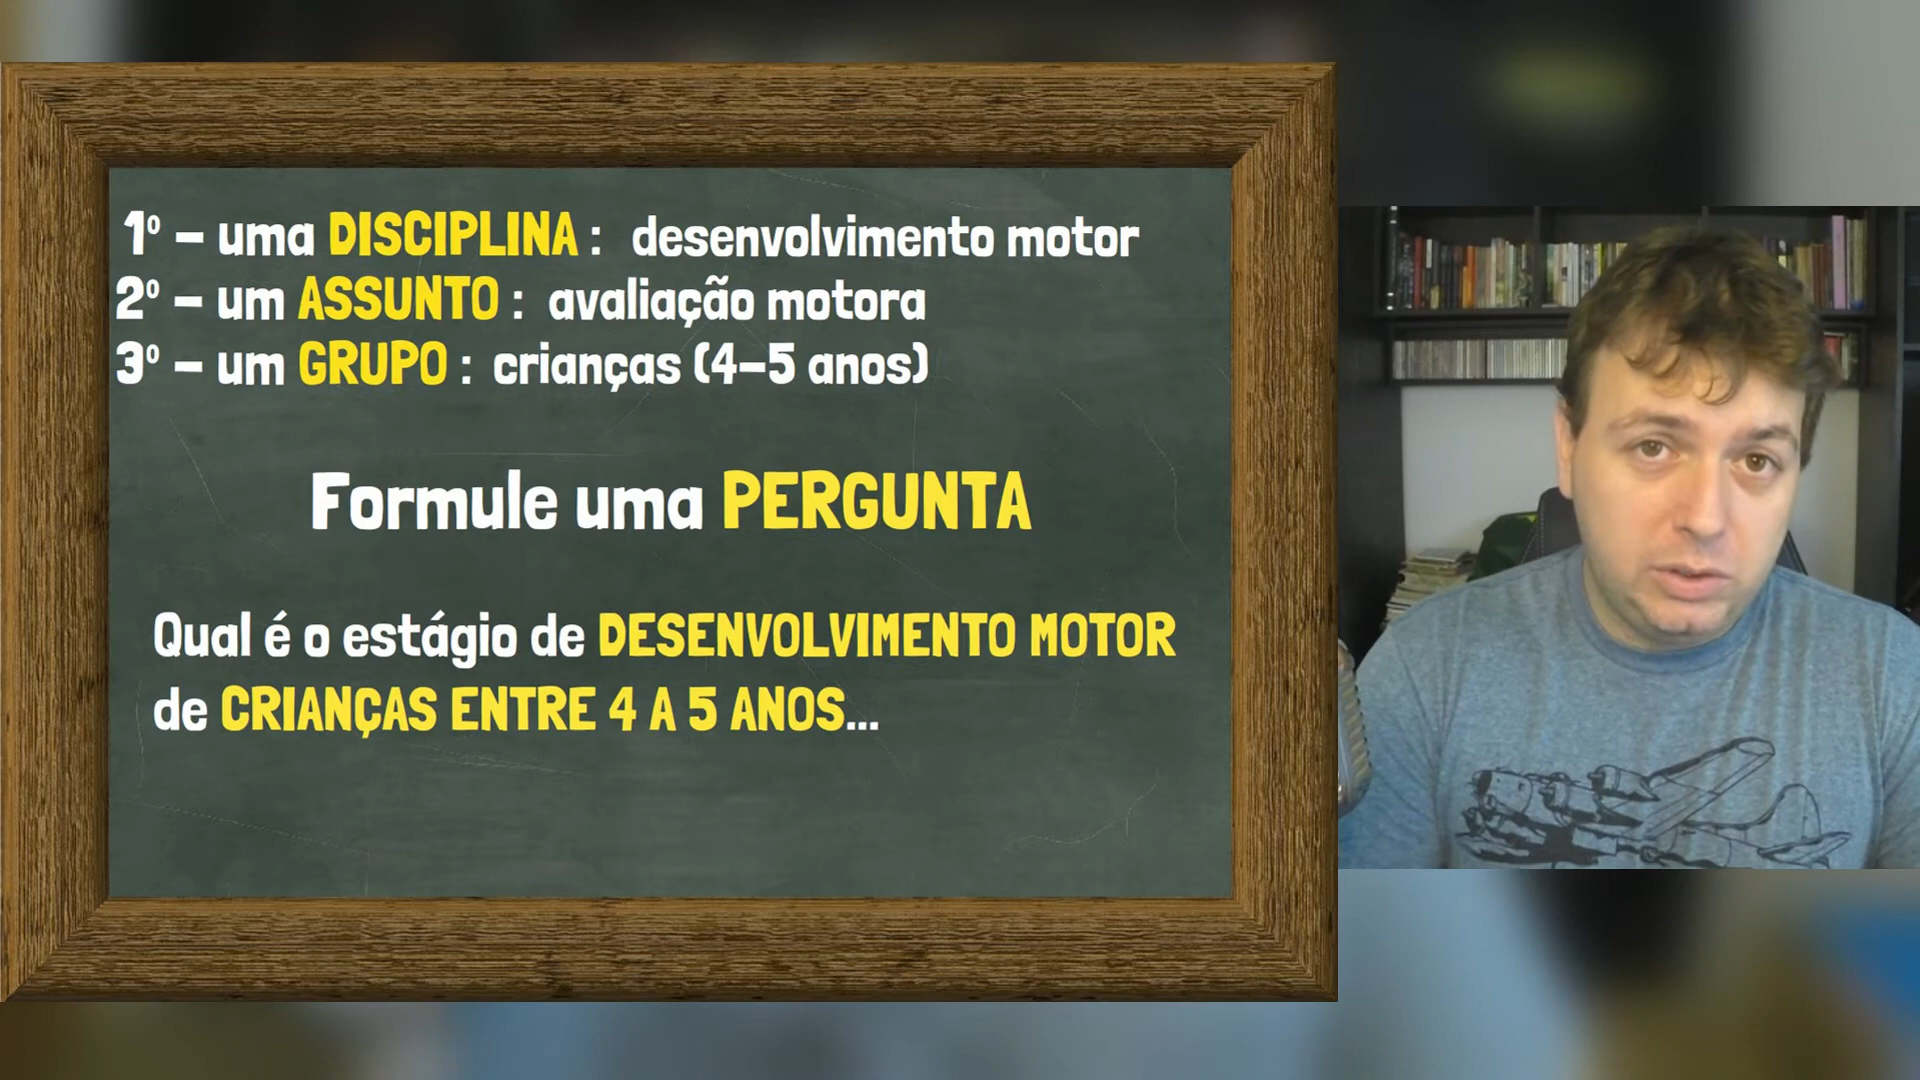 1º – uma DISCIPLINA : desenvolvimento motor
2º – um ASSUNTO : avaliação motora
3º – um GRUPO : crianças (4–5 anos)
Formule uma PERGUNTA
Qual é o estágio de DESENVOLVIMENTO MOTOR
de CRIANÇAS ENTRE 4 A 5 ANOS...